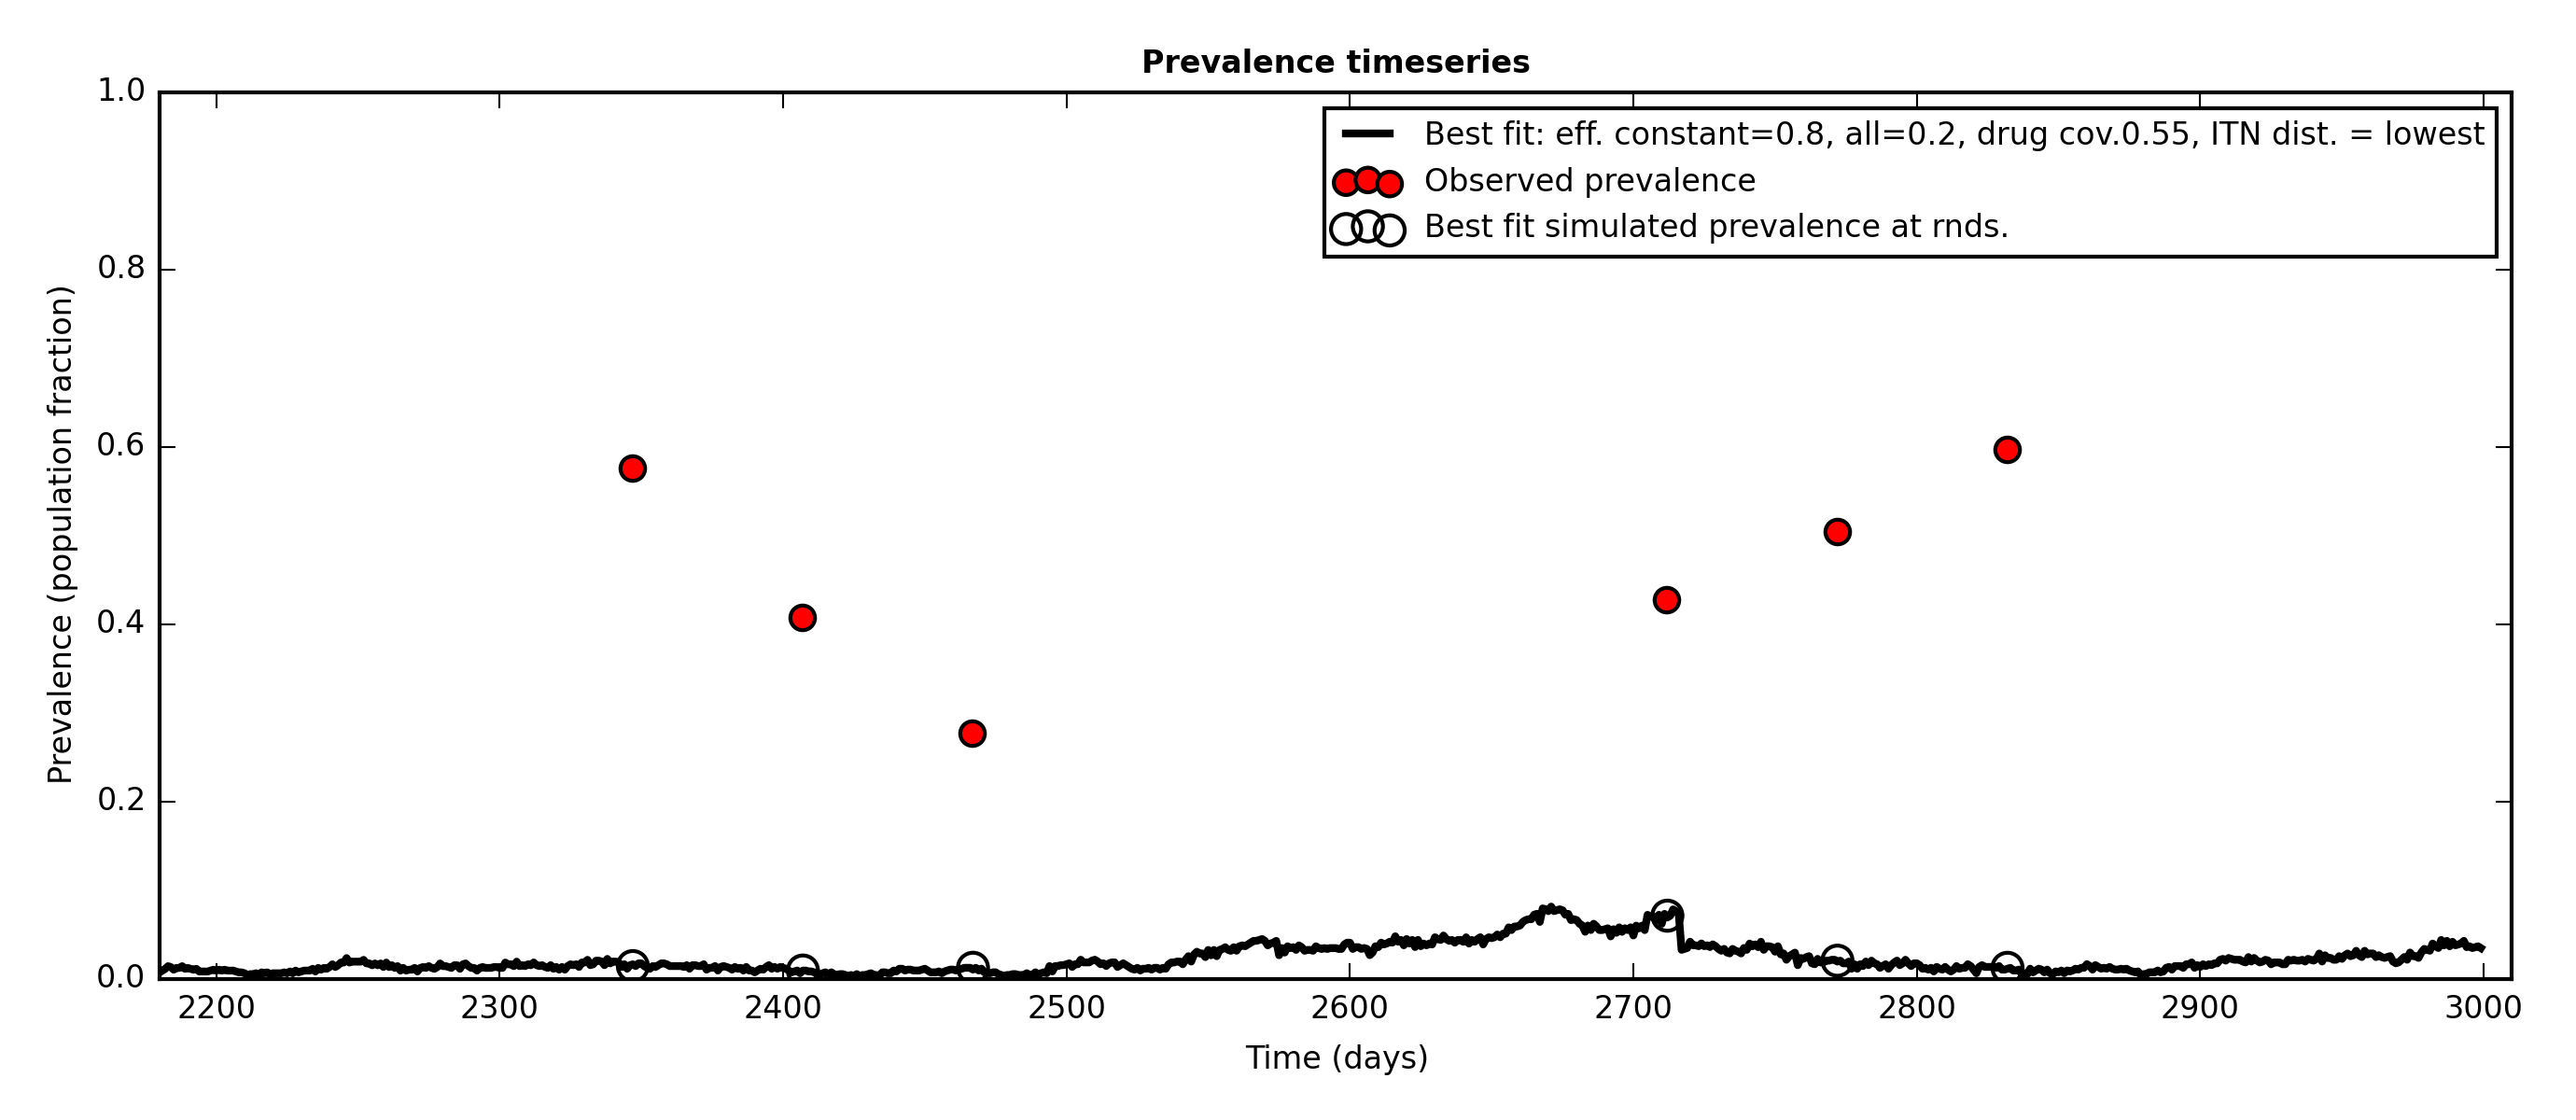 Prevalence timeseries
1.0
0.8
0.6
0.4
0.2
0.0
Prevalence (population fraction)
Best fit: eff. constant=0.8, all=0.2, drug cov.0.55, ITN dist. = lowest
Observed prevalence
Best fit simulated prevalence at rnds.
2200 2300 2400 2500 2600 2700 2800 2900 3000
Time (days)